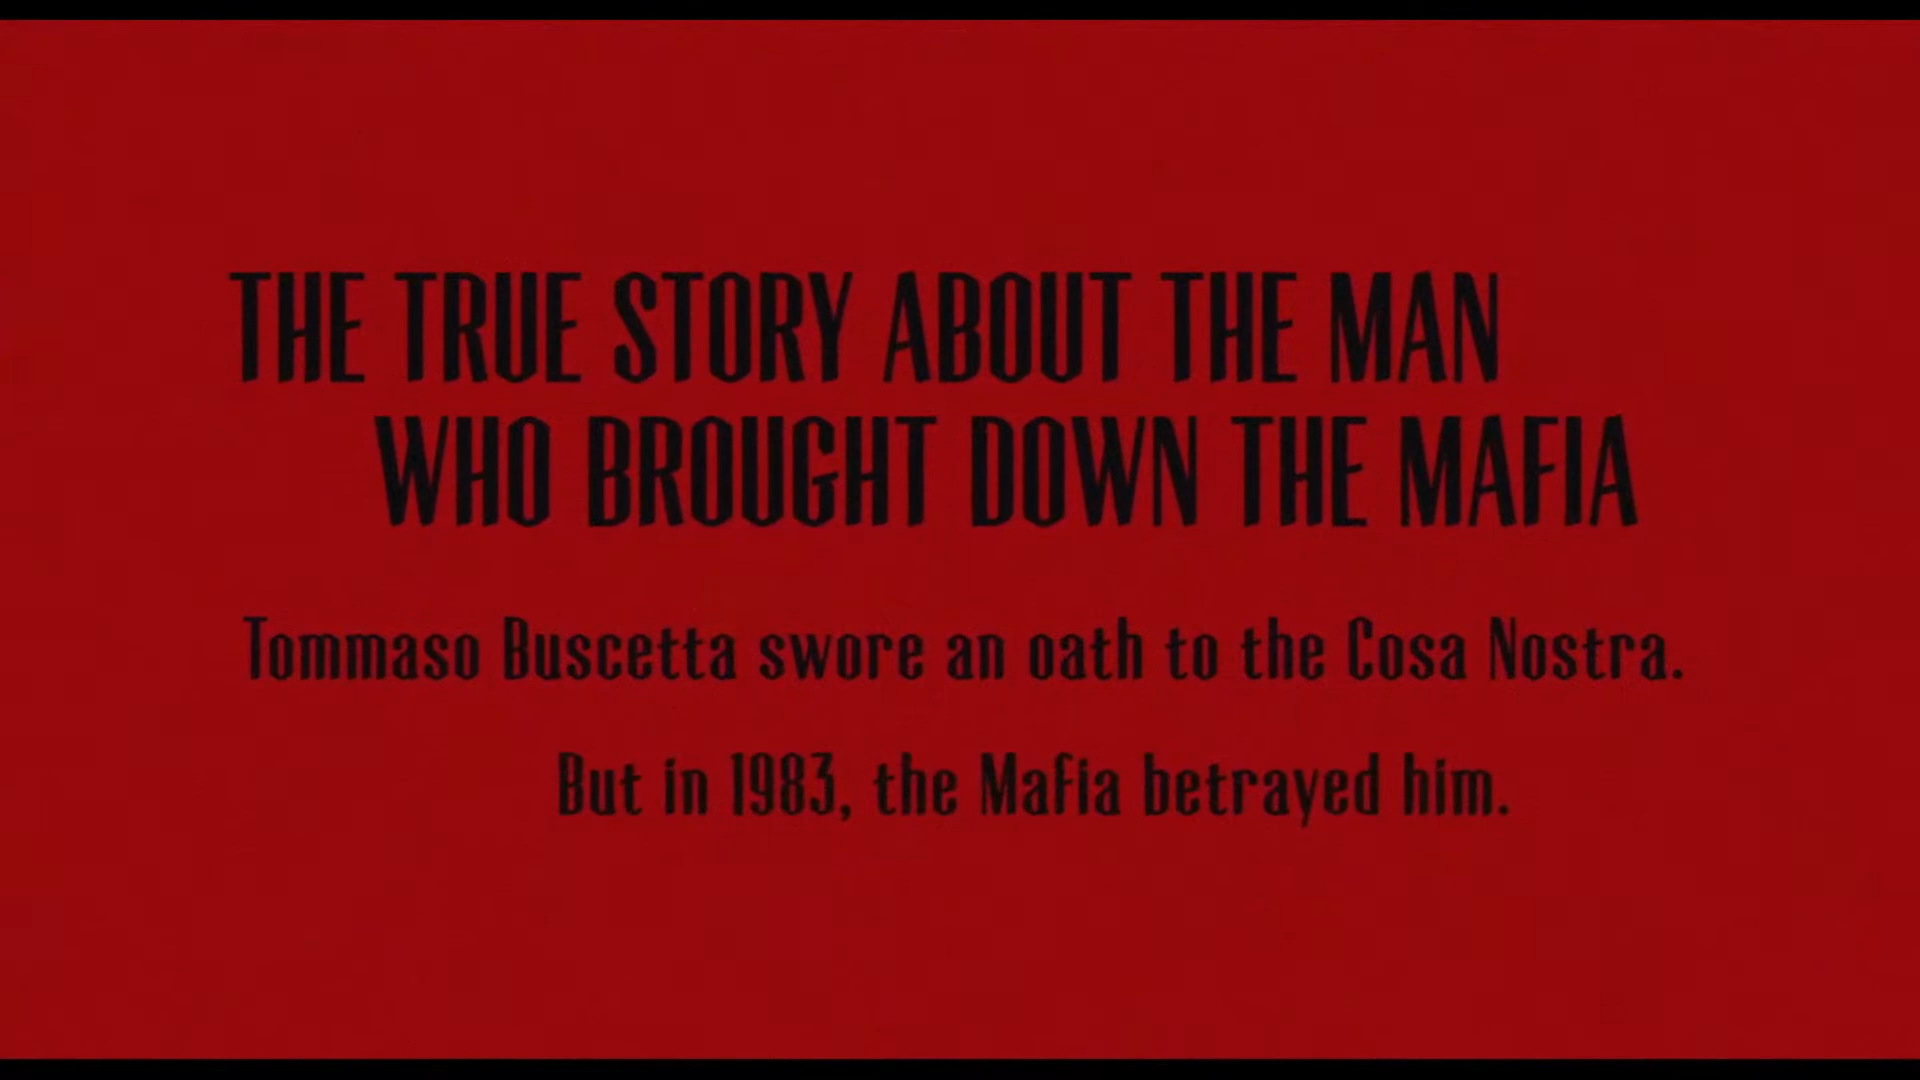 THE TRUE STORY ABOUT THE MAN
WHO BROUGHT DOWN THE MAFIA
Tommaso Buscetta swore an oath to the Cosa Nostra.
But in 1983, the Mafia betrayed him.